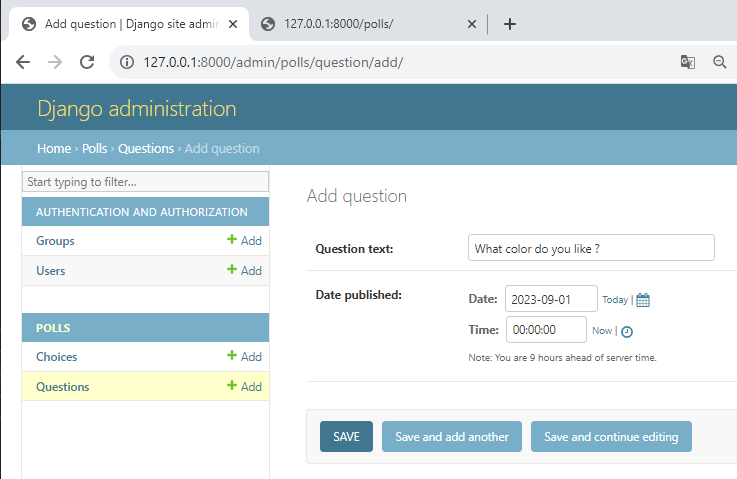 Add question | Django site admin
127.0.0.1:8000/polls/
127.0.0.1:8000/admin/polls/question/add/
Django administration
Home › Polls › Questions › Add question
Start typing to filter...
AUTHENTICATION AND AUTHORIZATION
Groups + Add
Users + Add
POLLS
Choices + Add
Questions + Add
Add question
Question text: What color do you like ?
Date published: Date: 2023-09-01 Today |
Time: 00:00:00 Now |
Note: You are 9 hours ahead of server time.
SAVE Save and add another Save and continue editing